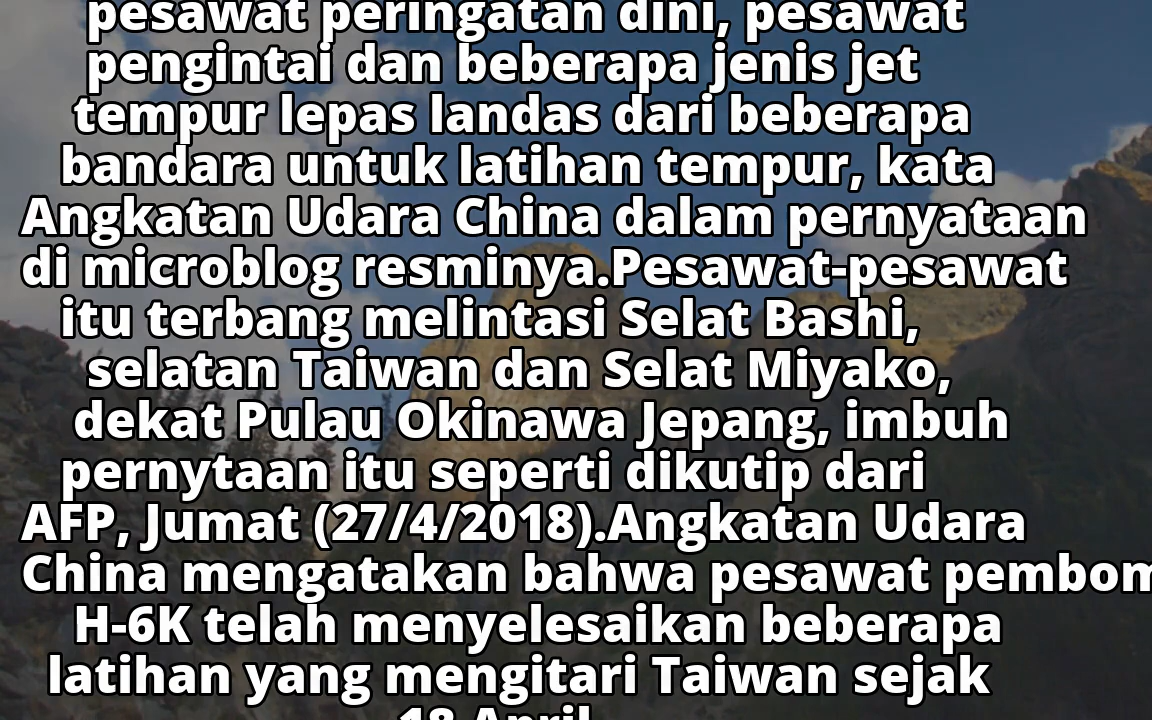 pesawat peringatan dini, pesawat
pengintai dan beberapa jenis jet
tempur lepas landas dari beberapa
bandara untuk latihan tempur, kata
Angkatan Udara China dalam pernyataan
di microblog resminya.Pesawat-pesawat
itu terbang melintasi Selat Bashi,
selatan Taiwan dan Selat Miyako,
dekat Pulau Okinawa Jepang, imbuh
pernytaan itu seperti dikutip dari
AFP, Jumat (27/4/2018).Angkatan Udara
China mengatakan bahwa pesawat pembom
H-6K telah menyelesaikan beberapa
latihan yang mengitari Taiwan sejak
18 April